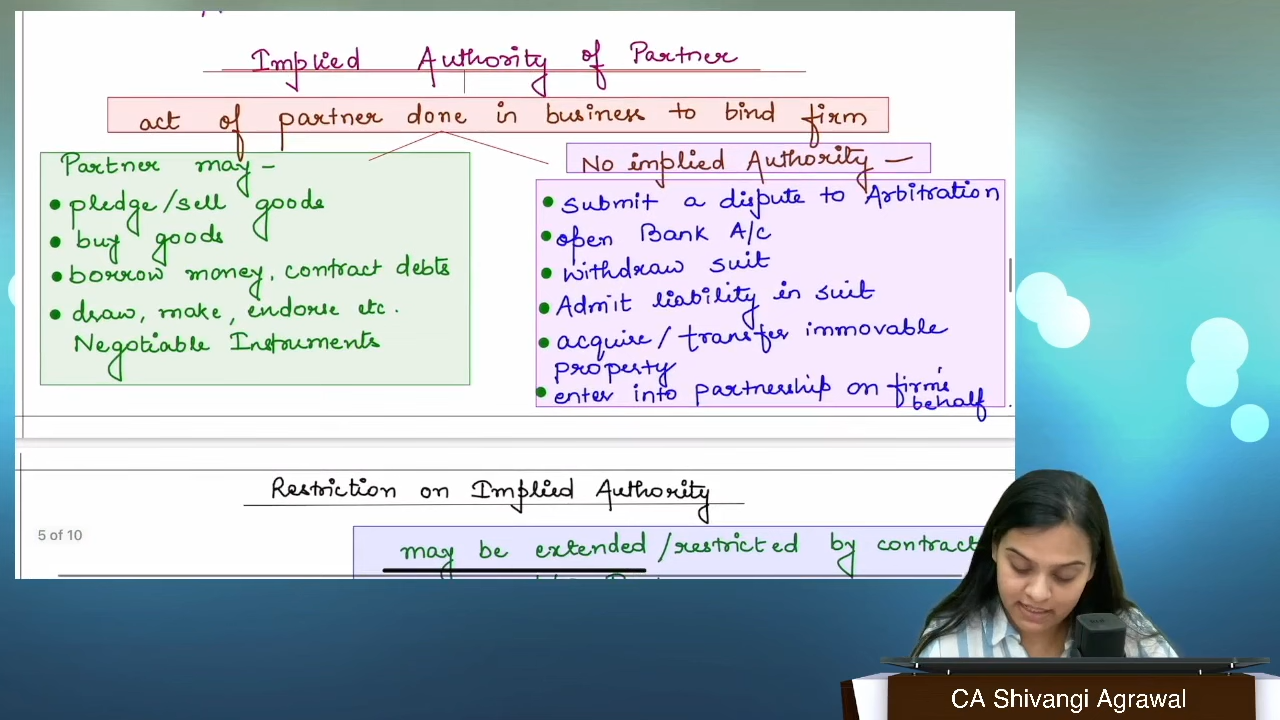 Implied Authority of Partner
act of partner done in business to bind firm
Partner may -
• pledge/sell goods
• buy goods
• borrow money, contract debts
• draw, make, endorse etc.
Negotiable Instruments
No implied Authority —
• submit a dispute to Arbitration
• open Bank A/c
• withdraw suit
• Admit liability in suit
• acquire/transfer immovable
property
• enter into partnership on firm's
behalf
Restriction on Implied Authority
5 of 10
may be extended/restricted by contract
CA Shivangi Agrawal